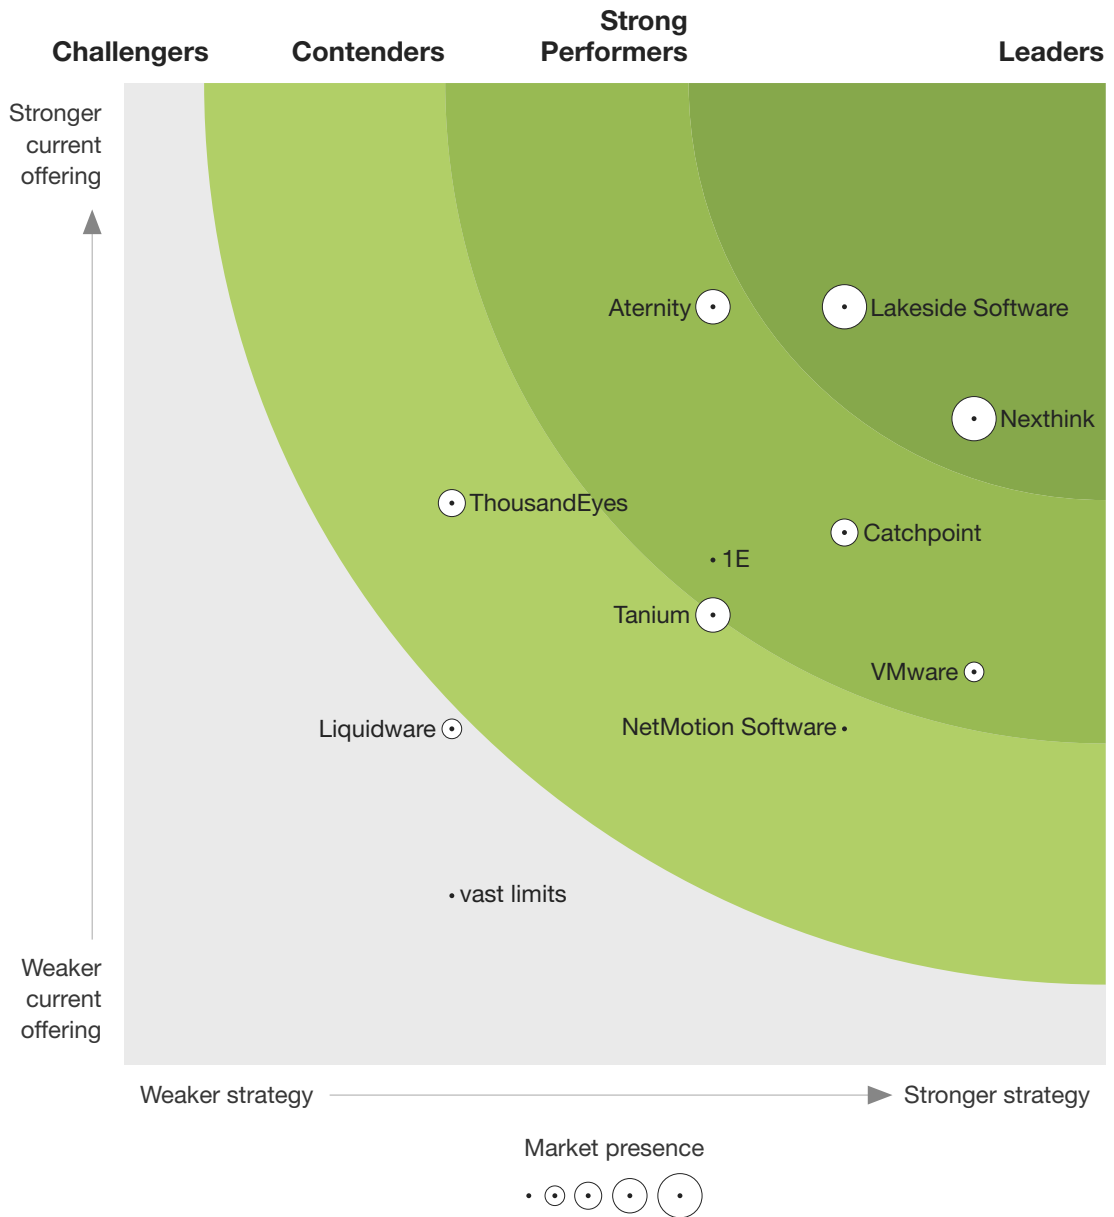 Challengers
Contenders
Strong
Performers
Leaders
Stronger
current
offering
Aternity
Lakeside Software
Nexthink
ThousandEyes
Catchpoint
1E
Tanium
VMware
NetMotion Software
Liquidware
vast limits
Weaker
current
offering
Weaker strategy
Stronger strategy
Market presence